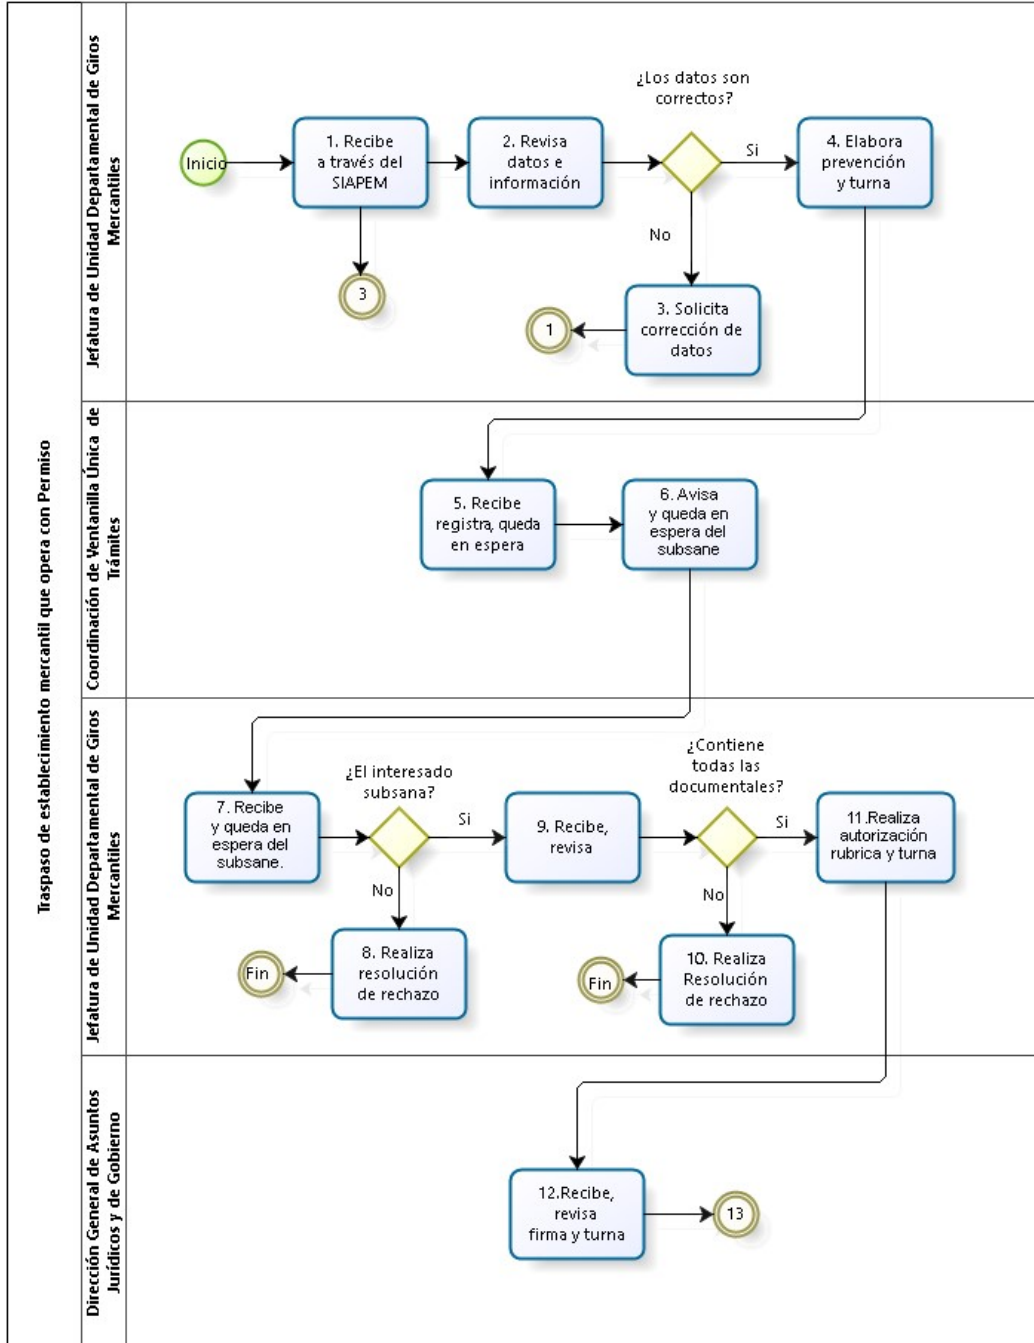 Traspaso de establecimiento mercantil que opera con Permiso
Jefatura de Unidad Departamental de Giros
Mercantiles
¿Los datos son
correctos?
Inicio
1. Recibe
a través del
SIAPEM
2. Revisa
datos e
información
Si
4. Elabora
prevención
y turna
No
3
1
3. Solicita
corrección de
datos
Coordinación de Ventanilla Única de
Trámites
5. Recibe
registra, queda
en espera
6. Avisa
y queda en
espera del
subsane
Jefatura de Unidad Departamental de Giros
Mercantiles
¿El interesado
subsana?
¿Contiene
todas las
documentales?
7. Recibe
y queda en
espera del
subsane.
Si
9. Recibe,
revisa
Si
11.Realiza
autorización
rubrica y turna
No
No
Fin
8. Realiza
resolución
de rechazo
Fin
10. Realiza
Resolución
de rechazo
Dirección General de Asuntos
Jurídicos y de Gobierno
12.Recibe,
revisa
firma y turna
13